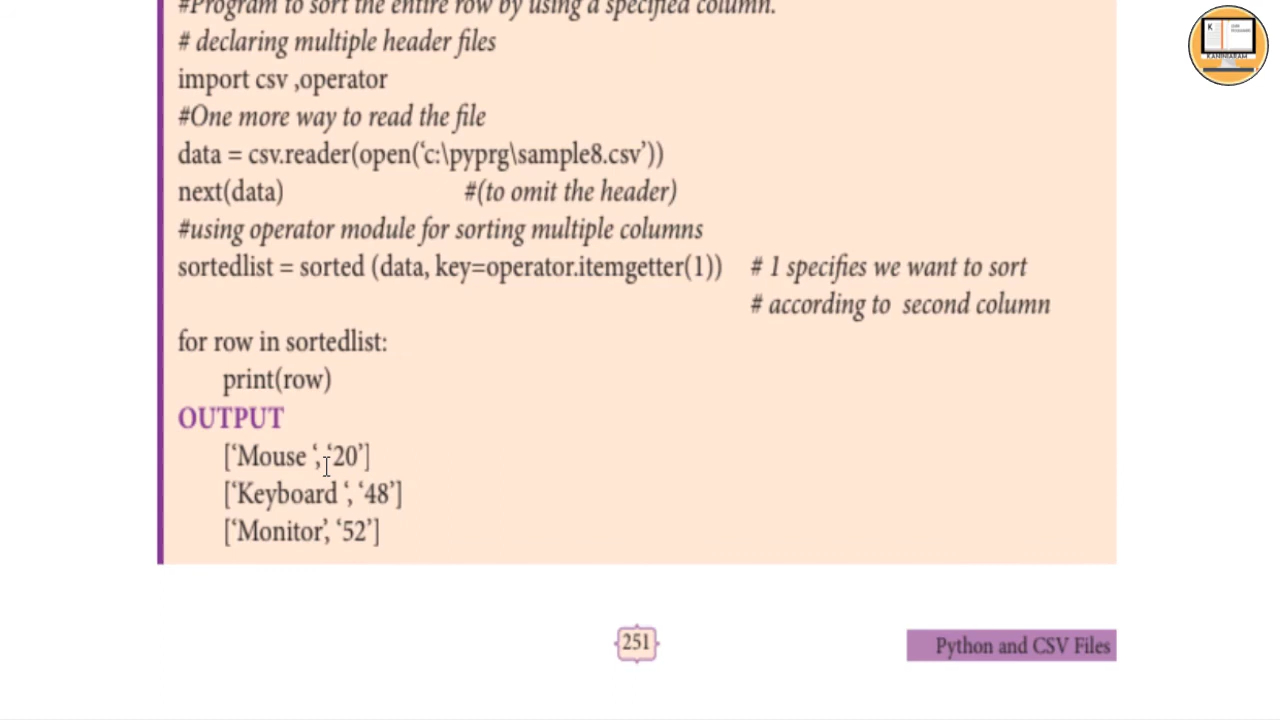 #Program to sort the entire row by using a specified column.
# declaring multiple header files
import csv ,operator
#One more way to read the file
data = csv.reader(open(‘c:\pyprg\sample8.csv’))
next(data) #(to omit the header)
#using operator module for sorting multiple columns
sortedlist = sorted (data, key=operator.itemgetter(1)) # 1 specifies we want to sort
# according to second column
for row in sortedlist:
print(row)
OUTPUT
[‘Mouse ‘, ‘20’]
[‘Keyboard ‘, ‘48’]
[‘Monitor’, ‘52’]
251
Python and CSV Files